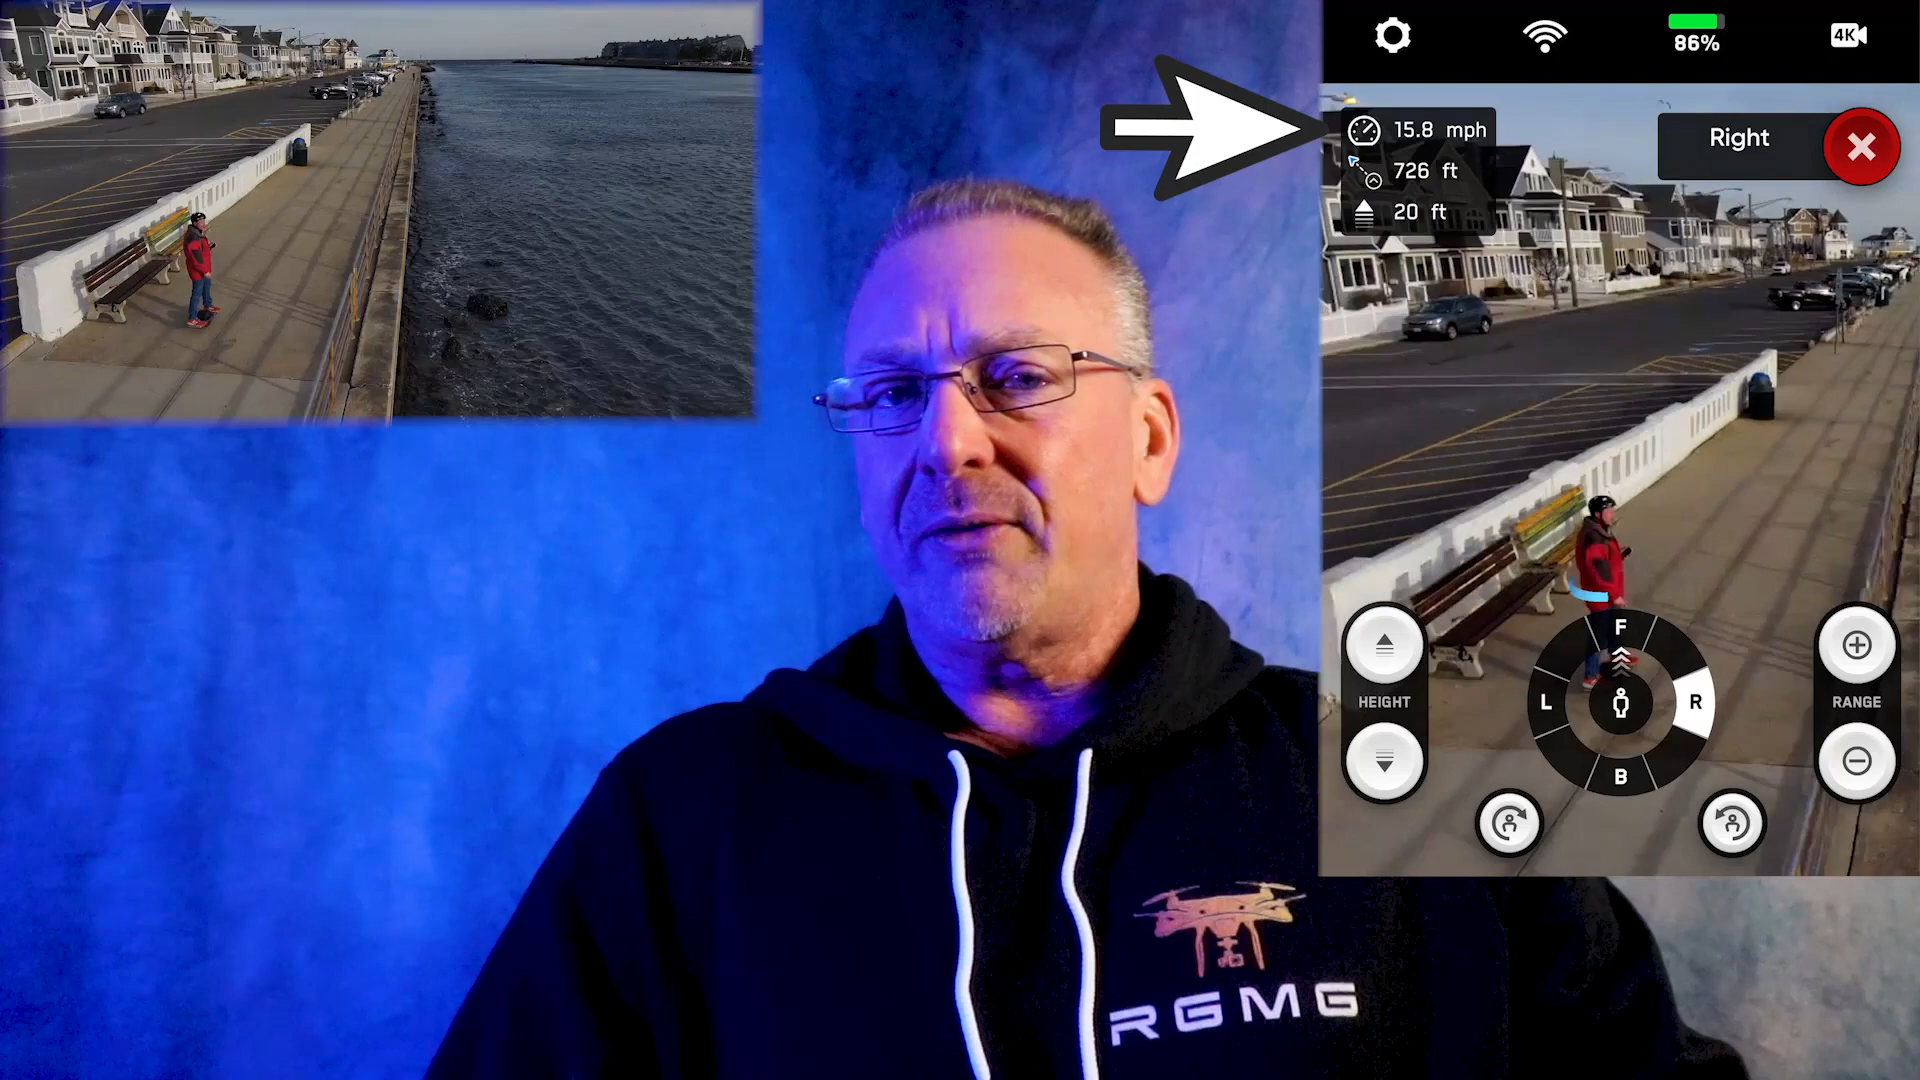 86%
4K
15.8 mph
726 ft
20 ft
Right
F
L
R
B
HEIGHT
RANGE
RGMG